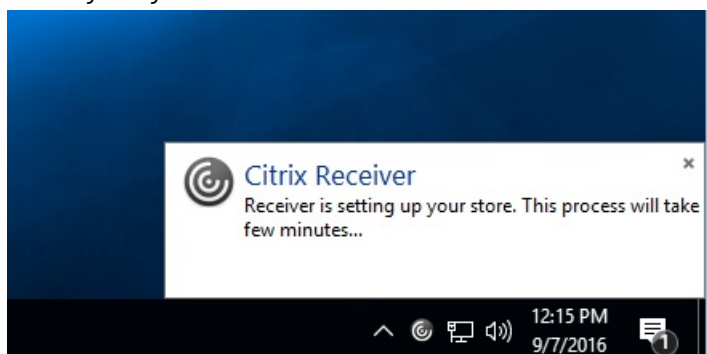 Citrix Receiver
Receiver is setting up your store. This process will take
few minutes...
12:15 PM
9/7/2016
1